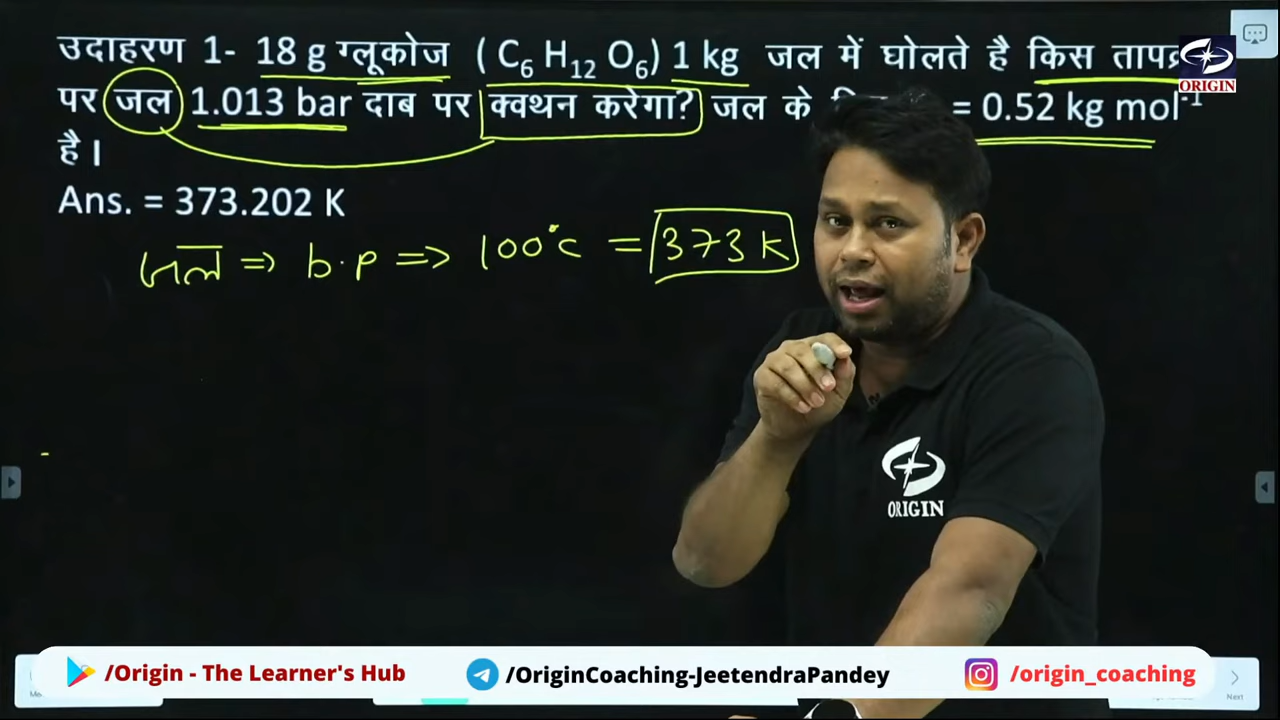 उदाहरण 1- 18 g ग्लूकोज ( C₆ H₁₂ O₆) 1 kg जल में घोलते है किस
पर जल 1.013 bar दाब पर क्वथन करेगा? जल के = 0.52 kg mol⁻¹
है।
Ans. = 373.202 K
जल ⇒ b.p ⇒ 100°c = 373 K
ORIGIN
ORIGIN
/Origin - The Learner's Hub /OriginCoaching-JeetendraPandey /origin_coaching
Next